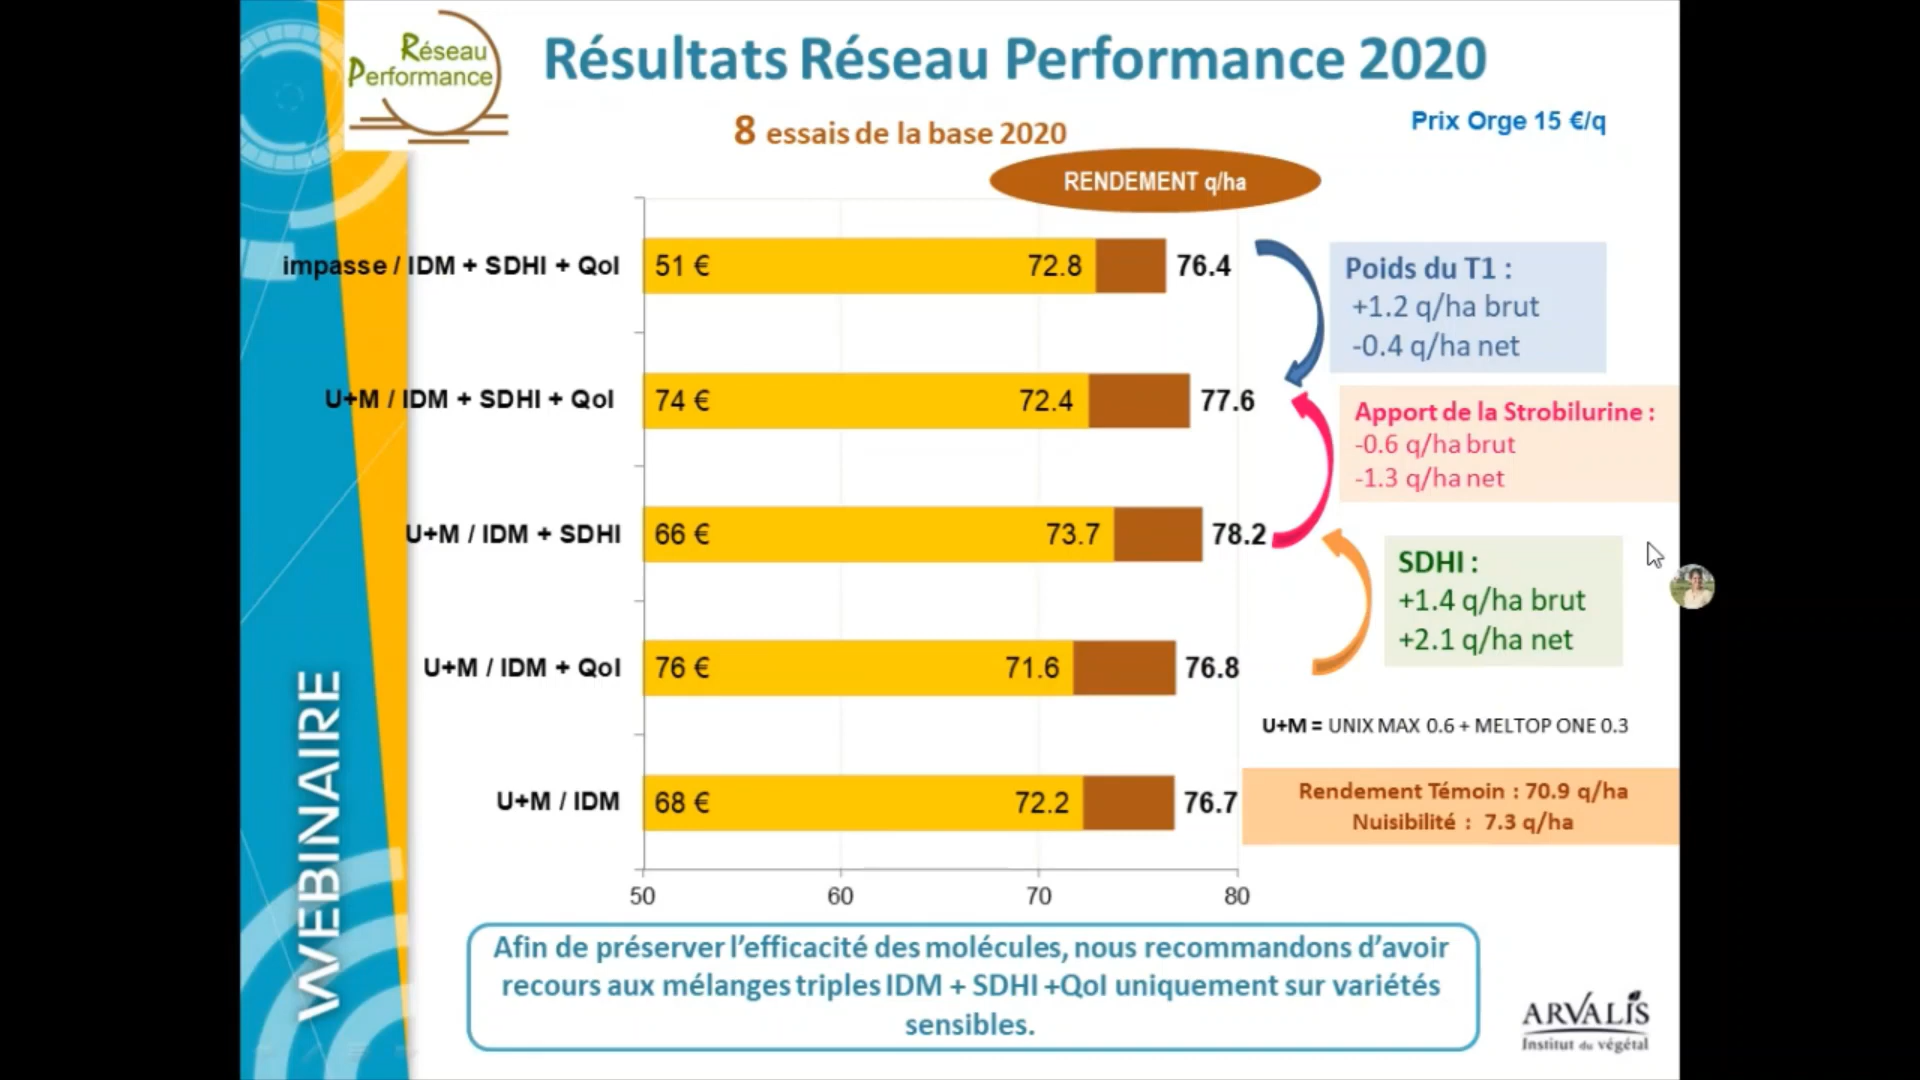 Réseau
Performance
Résultats Réseau Performance 2020
8 essais de la base 2020
Prix Orge 15 €/q
RENDEMENT q/ha
impasse / IDM + SDHI + QoI
51 €
72.8
76.4
Poids du T1 :
+1.2 q/ha brut
-0.4 q/ha net
U+M / IDM + SDHI + QoI
74 €
72.4
77.6
Apport de la Strobilurine :
-0.6 q/ha brut
-1.3 q/ha net
U+M / IDM + SDHI
66 €
73.7
78.2
SDHI :
+1.4 q/ha brut
+2.1 q/ha net
U+M / IDM + QoI
76 €
71.6
76.8
U+M = UNIX MAX 0.6 + MELTOP ONE 0.3
U+M / IDM
68 €
72.2
76.7
Rendement Témoin : 70.9 q/ha
Nuisibilité : 7.3 q/ha
50
60
70
80
WEBINAIRE
Afin de préserver l'efficacité des molécules, nous recommandons d'avoir
recours aux mélanges triples IDM + SDHI +QoI uniquement sur variétés
sensibles.
ARVALIS
Institut du végétal